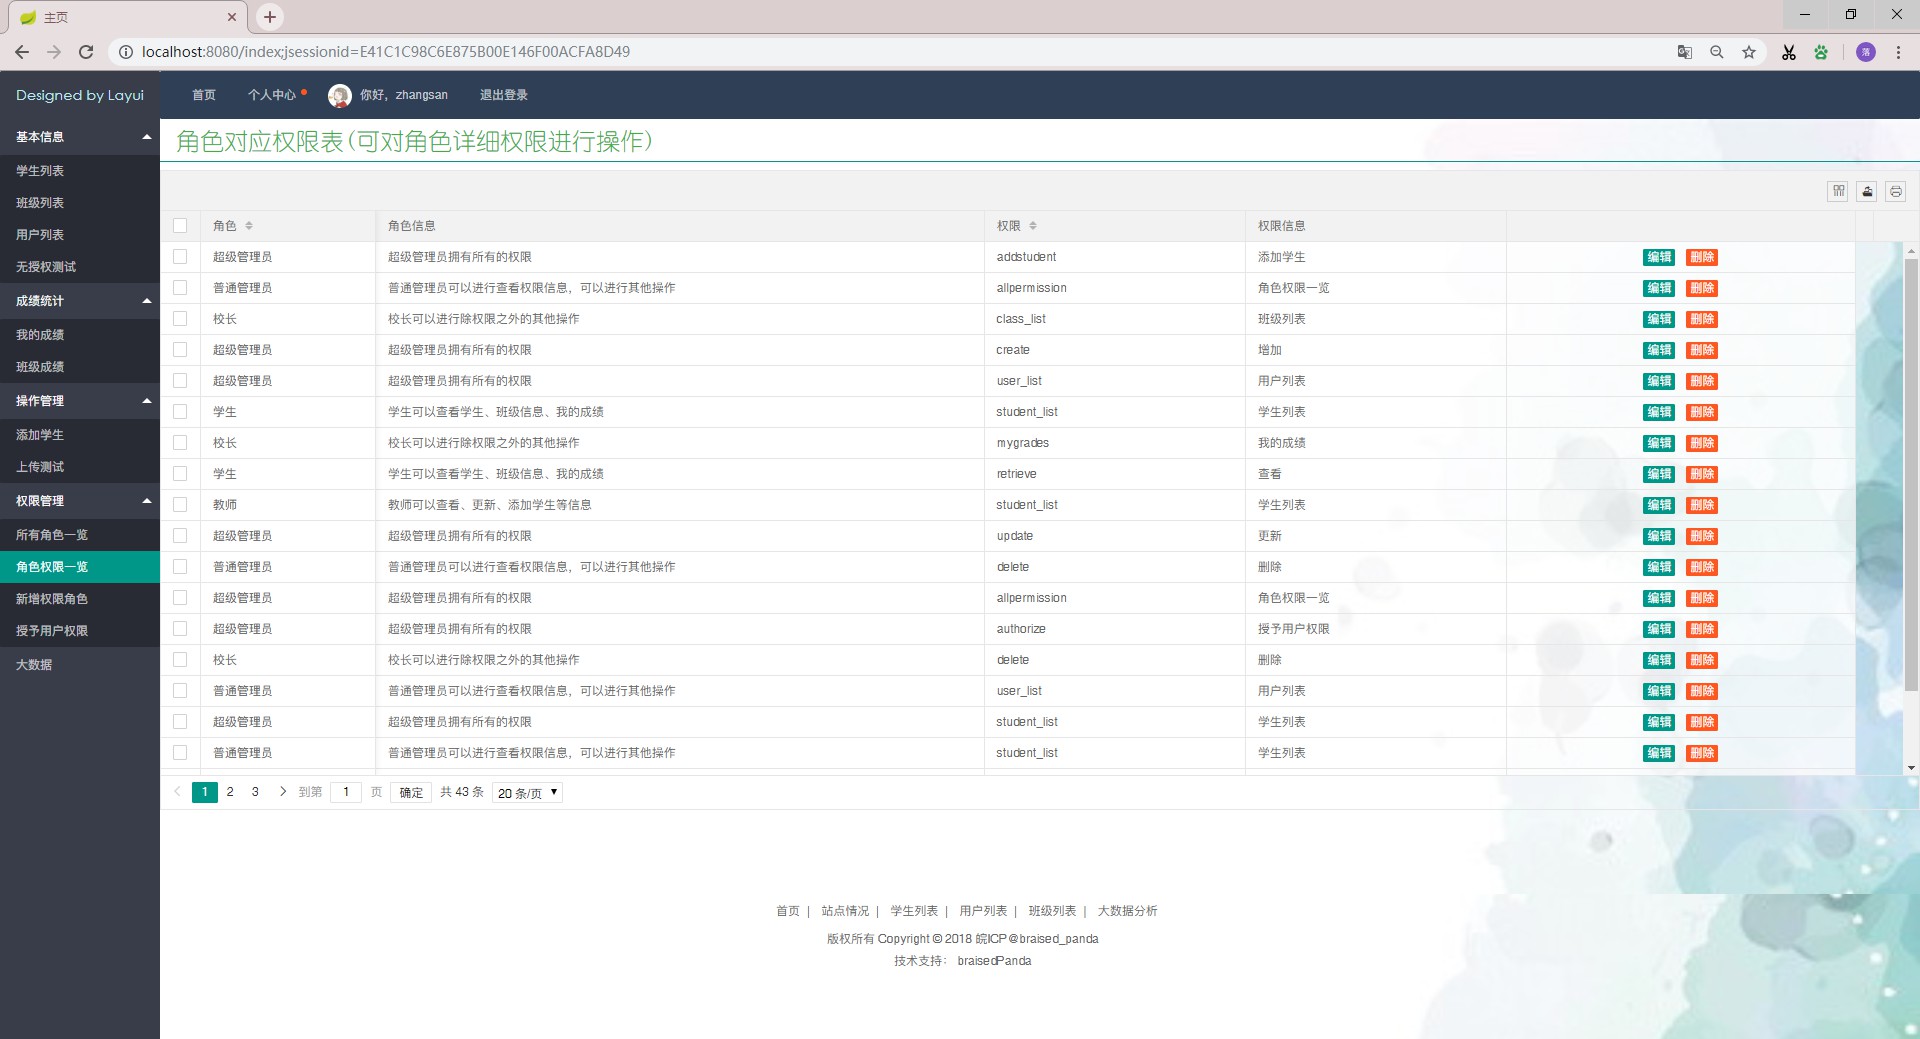 主页
localhost:8080/index;jsessionid=E41C1C98C6E875B00E146F00ACFA8D49
落
Designed by Layui
首页 个人中心 你好，zhangsan 退出登录
基本信息
学生列表
班级列表
用户列表
无授权测试
成绩统计
我的成绩
班级成绩
操作管理
添加学生
上传测试
权限管理
所有角色一览
角色权限一览
新增权限角色
授予用户权限
大数据
角色对应权限表(可对角色详细权限进行操作)
角色 角色信息 权限 权限信息
超级管理员 超级管理员拥有所有的权限 addstudent 添加学生 编辑 删除
普通管理员 普通管理员可以进行查看权限信息，可以进行其他操作 allpermission 角色权限一览 编辑 删除
校长 校长可以进行除权限之外的其他操作 class_list 班级列表 编辑 删除
超级管理员 超级管理员拥有所有的权限 create 增加 编辑 删除
超级管理员 超级管理员拥有所有的权限 user_list 用户列表 编辑 删除
学生 学生可以查看学生、班级信息、我的成绩 student_list 学生列表 编辑 删除
校长 校长可以进行除权限之外的其他操作 mygrades 我的成绩 编辑 删除
学生 学生可以查看学生、班级信息、我的成绩 retrieve 查看 编辑 删除
教师 教师可以查看、更新、添加学生等信息 student_list 学生列表 编辑 删除
超级管理员 超级管理员拥有所有的权限 update 更新 编辑 删除
普通管理员 普通管理员可以进行查看权限信息，可以进行其他操作 delete 删除 编辑 删除
超级管理员 超级管理员拥有所有的权限 allpermission 角色权限一览 编辑 删除
超级管理员 超级管理员拥有所有的权限 authorize 授予用户权限 编辑 删除
校长 校长可以进行除权限之外的其他操作 delete 删除 编辑 删除
普通管理员 普通管理员可以进行查看权限信息，可以进行其他操作 user_list 用户列表 编辑 删除
超级管理员 超级管理员拥有所有的权限 student_list 学生列表 编辑 删除
普通管理员 普通管理员可以进行查看权限信息，可以进行其他操作 student_list 学生列表 编辑 删除
1 2 3 到第 1 页 确定 共 43 条 20 条/页
首页 | 站点情况 | 学生列表 | 用户列表 | 班级列表 | 大数据分析
版权所有 Copyright © 2018 皖ICP@braised_panda
技术支持： braisedPanda